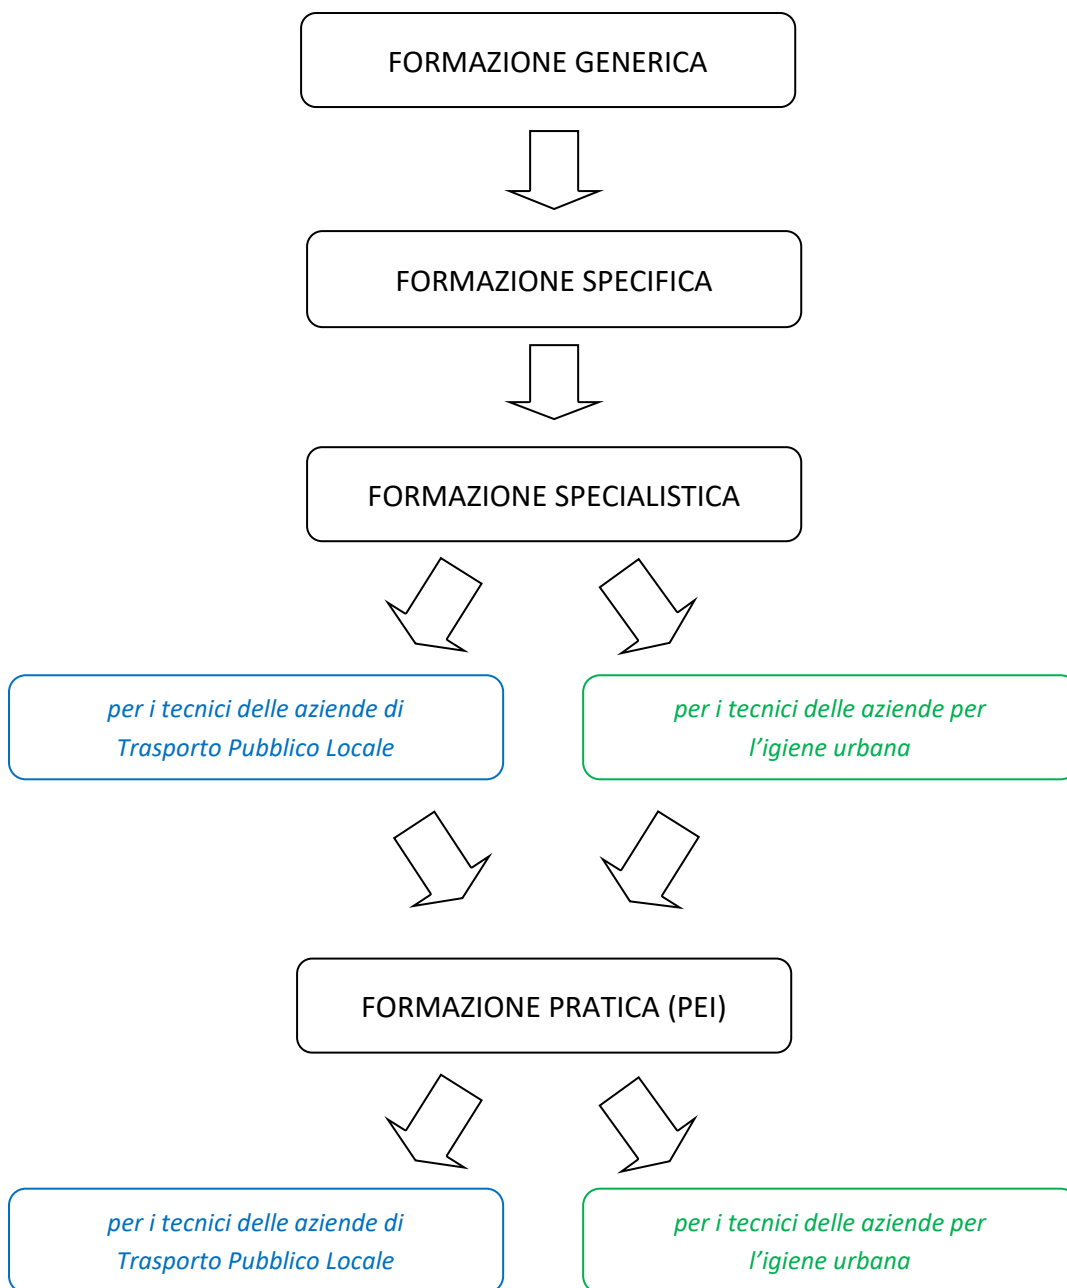 FORMAZIONE GENERICA
FORMAZIONE SPECIFICA
FORMAZIONE SPECIALISTICA
per i tecnici delle aziende di
Trasporto Pubblico Locale
per i tecnici delle aziende per
l’igiene urbana
FORMAZIONE PRATICA (PEI)
per i tecnici delle aziende di
Trasporto Pubblico Locale
per i tecnici delle aziende per
l’igiene urbana